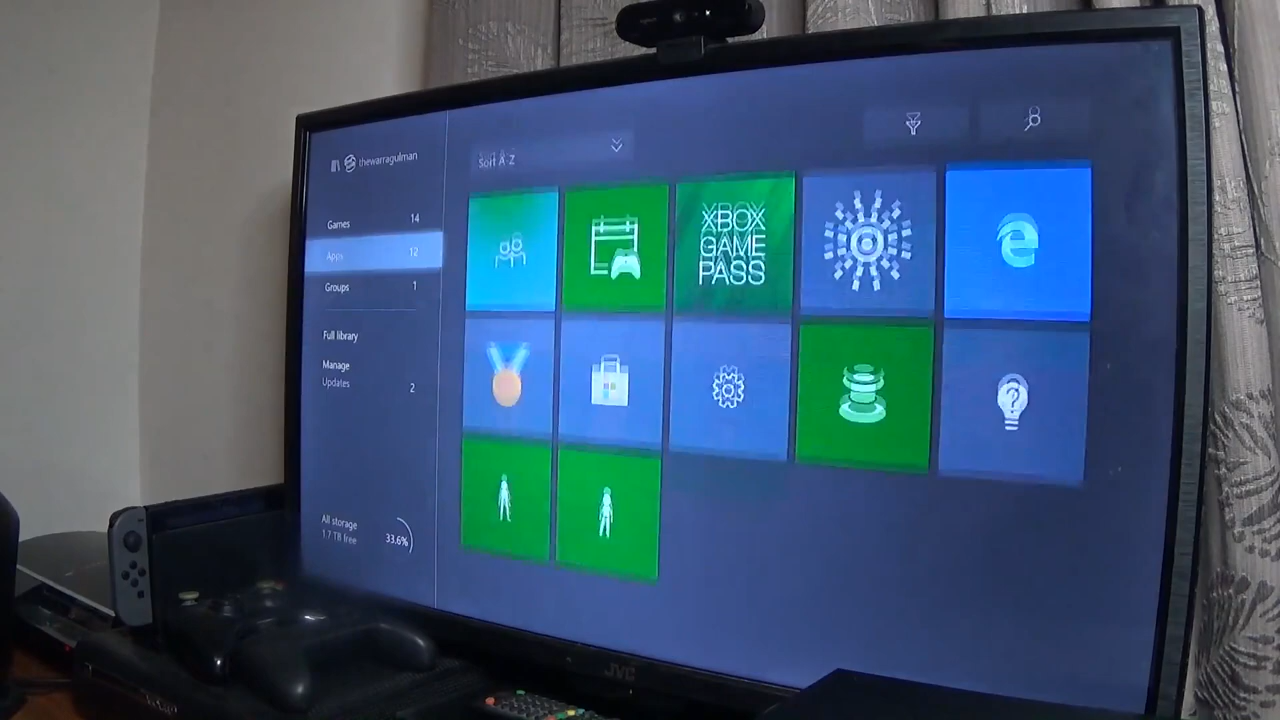 thewarragulman
Games 14
Apps 12
Groups 1
Full library
Manage
Updates 2
All storage
1.7 TB free
33.6%
Sort A-Z
XBOX
GAME
PASS
JVC